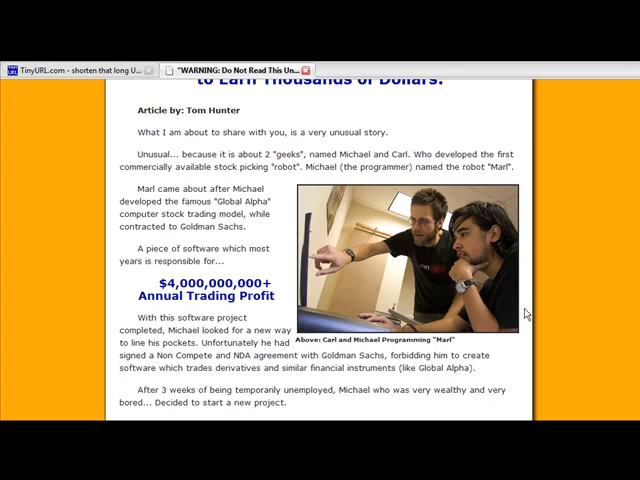 TinyURL.com - shorten that long U...
"WARNING: Do Not Read This Un...
to Earn Thousands of Dollars.
Article by: Tom Hunter
What I am about to share with you, is a very unusual story.
Unusual... because it is about 2 "geeks", named Michael and Carl. Who developed the first
commercially available stock picking "robot". Michael (the programmer) named the robot "Marl".
Marl came about after Michael
developed the famous "Global Alpha"
computer stock trading model, while
contracted to Goldman Sachs.
A piece of software which most
years is responsible for...
$4,000,000,000+
Annual Trading Profit
Above: Carl and Michael Programming "Marl"
With this software project
completed, Michael looked for a new way
to line his pockets. Unfortunately he had
signed a Non Compete and NDA agreement with Goldman Sachs, forbidding him to create
software which trades derivatives and similar financial instruments (like Global Alpha).
After 3 weeks of being temporarily unemployed, Michael who was very wealthy and very
bored... Decided to start a new project.